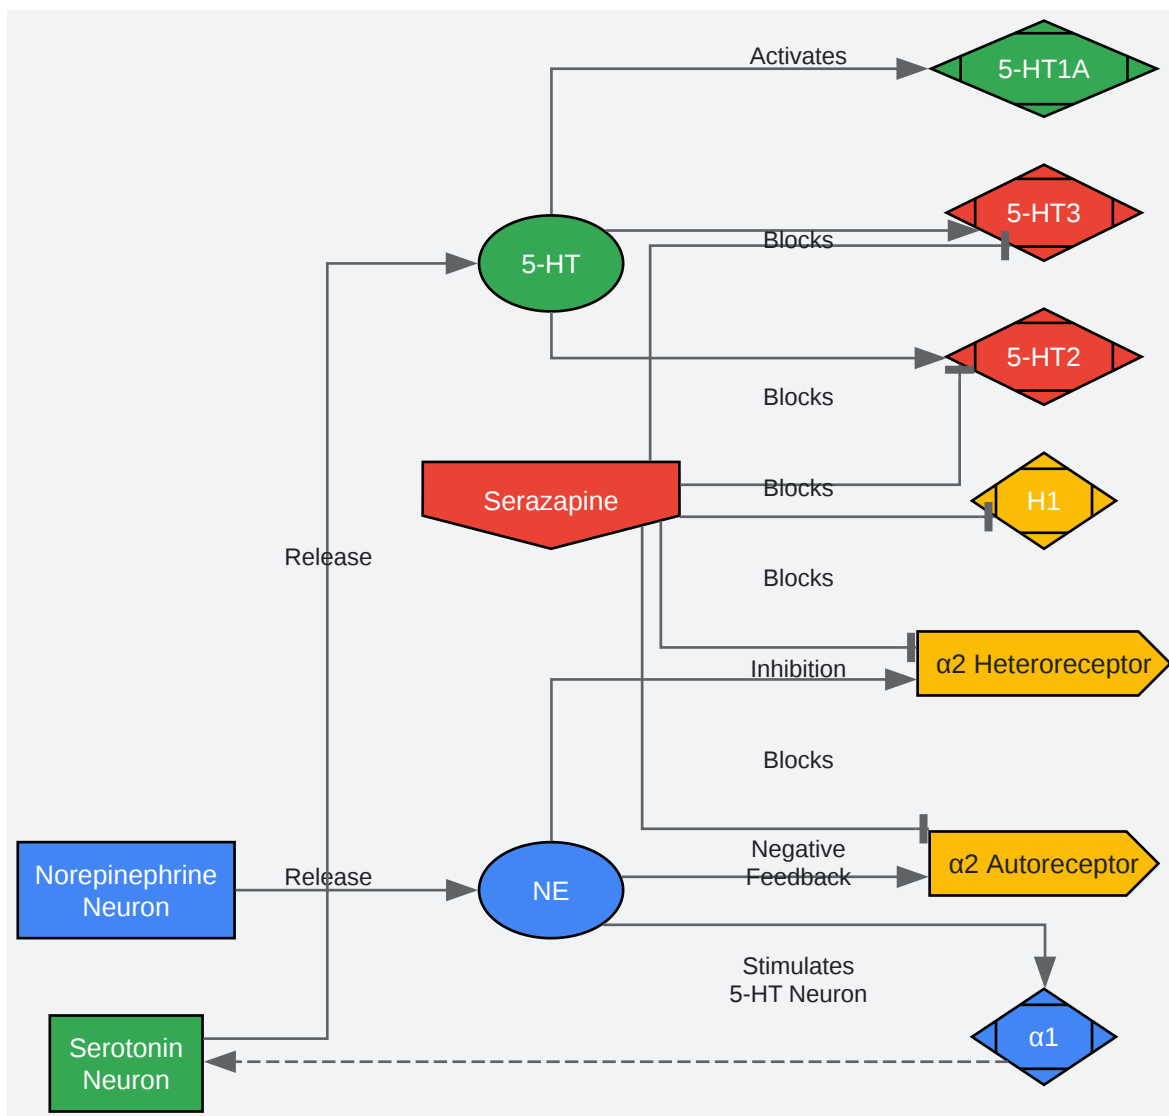 Activates
5-HT1A
5-HT3
Blocks
5-HT
5-HT2
Blocks
Serazapine
Blocks
H1
Release
Blocks
α2 Heteroreceptor
Inhibition
Blocks
Negative
Feedback
α2 Autoreceptor
Norepinephrine
Neuron
Release
NE
Stimulates
5-HT Neuron
α1
Serotonin
Neuron